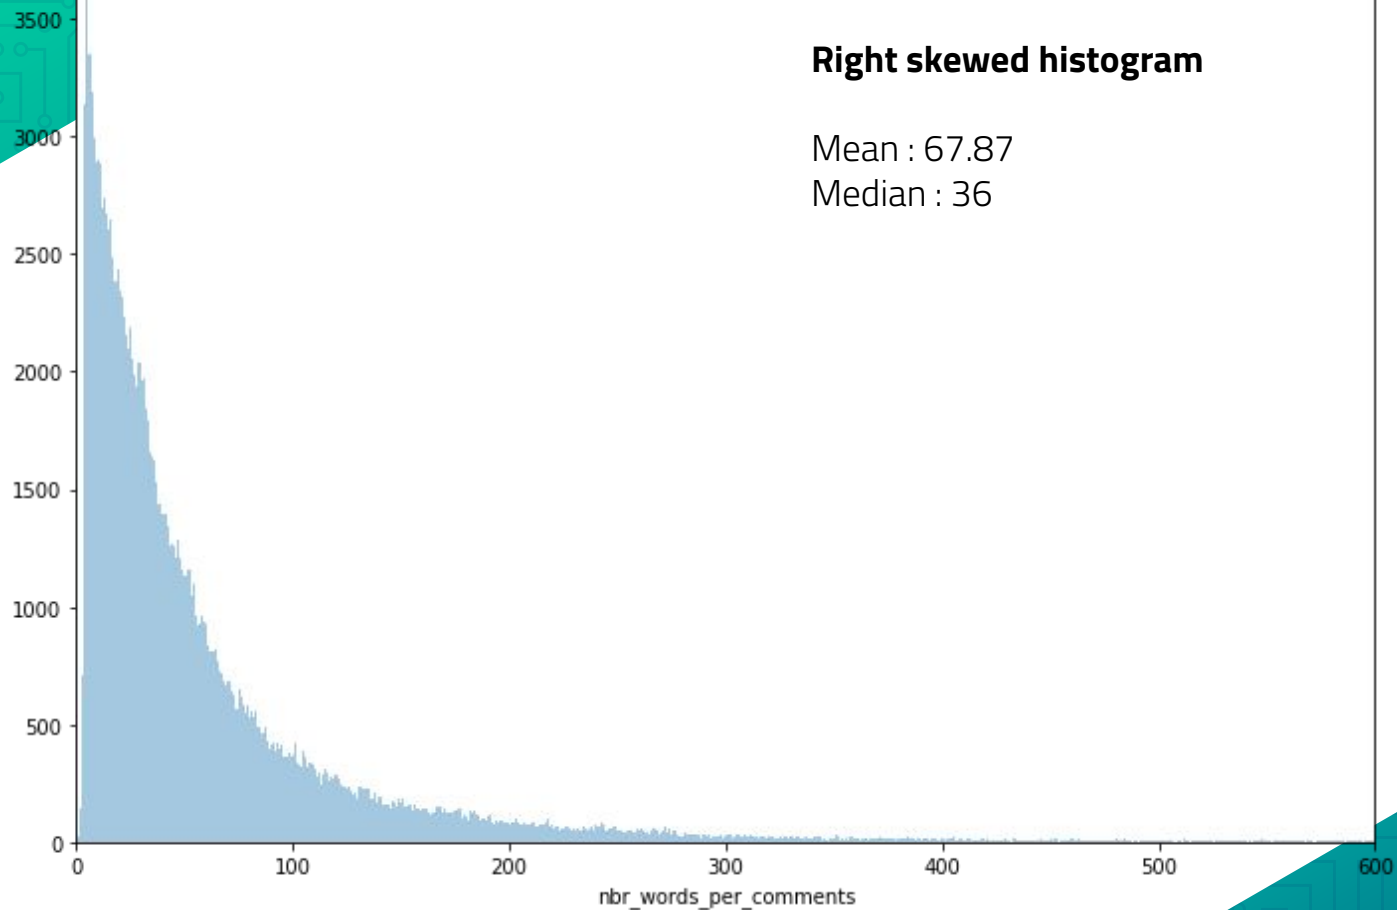 3500
3000
2500
2000
1500
1000
500
0
Right skewed histogram
Mean : 67.87
Median : 36
0 100 200 300 400 500 600
nbr_words_per_comments